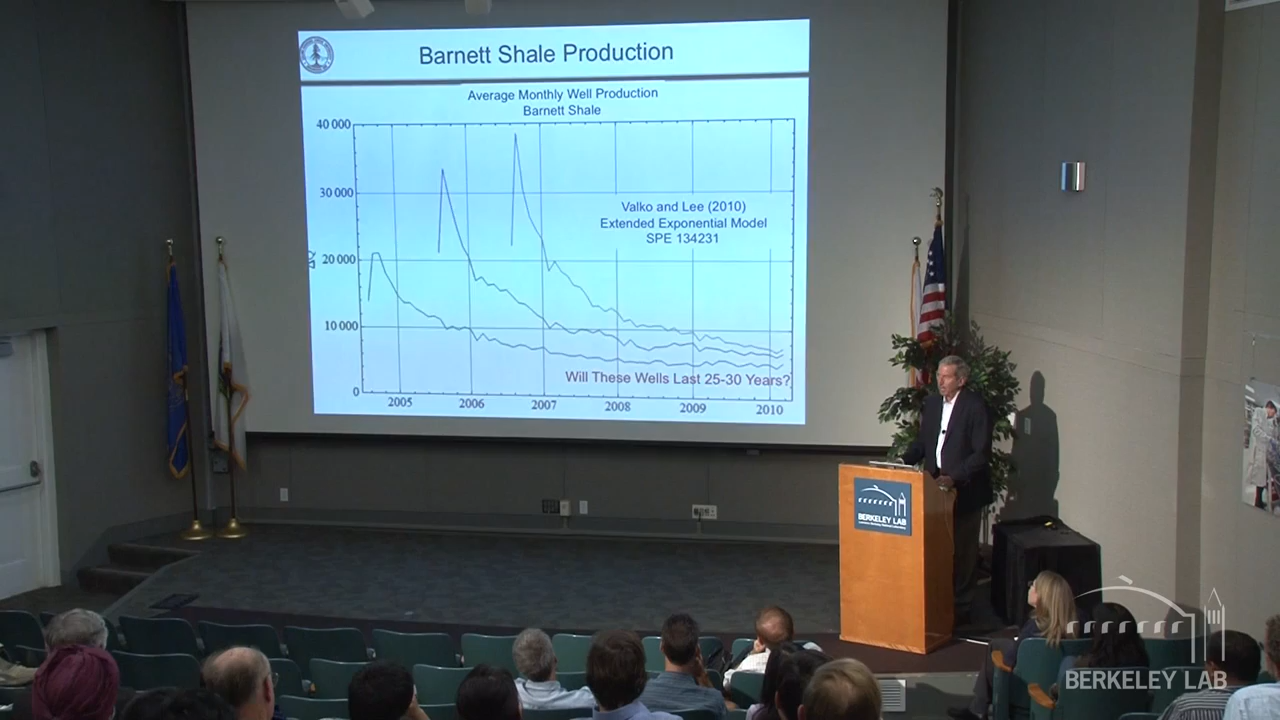 Barnett Shale Production
Average Monthly Well Production
Barnett Shale
40 000
30 000
20 000
10 000
0
Valko and Lee (2010)
Extended Exponential Model
SPE 134231
Will These Wells Last 25-30 Years?
2005 2006 2007 2008 2009 2010
BERKELEY LAB
BERKELEY LAB